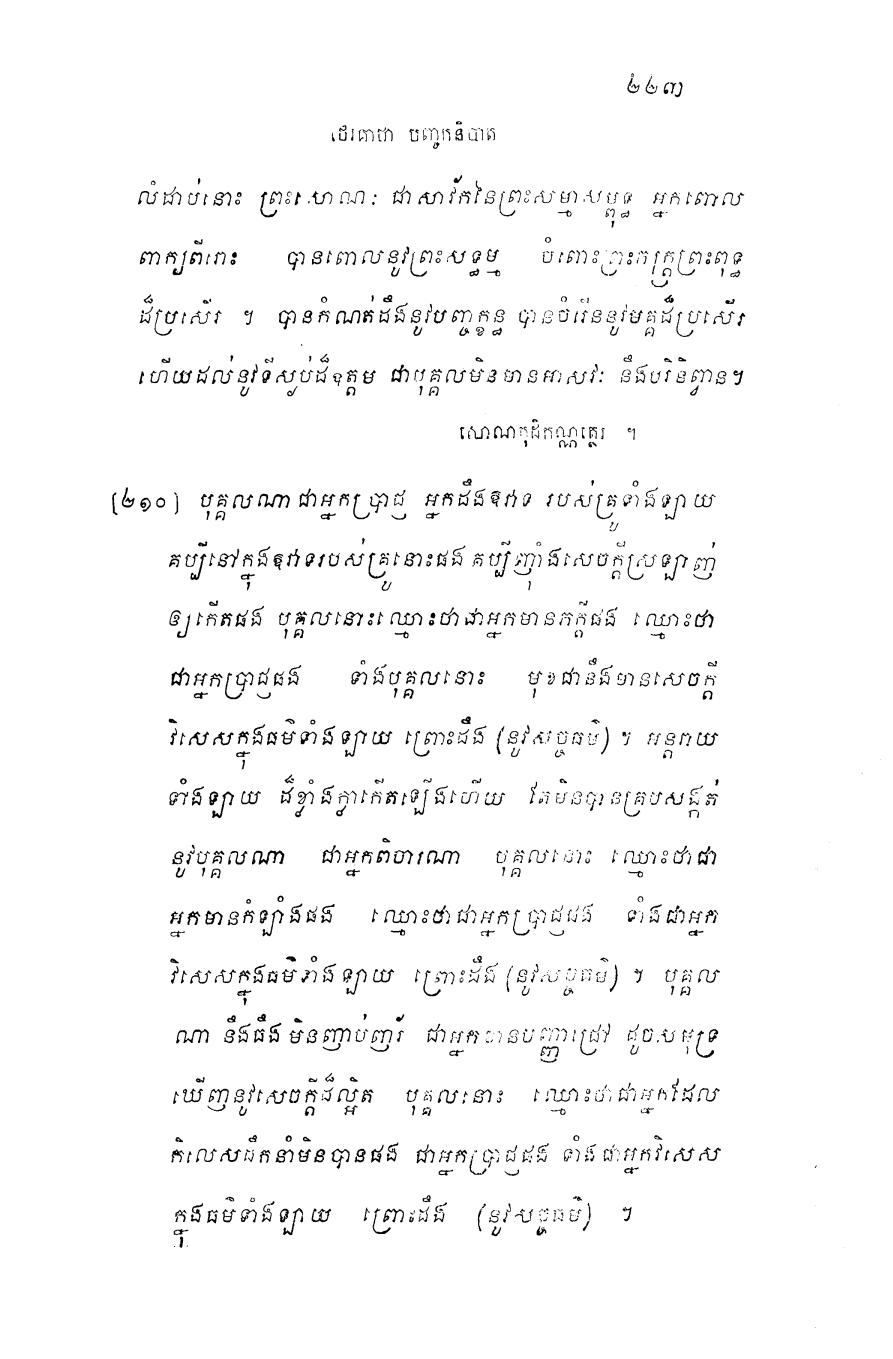 ២២៣
ថេរគាថា បញ្ចកនិបាត
លំដាប់នោះ ព្រះសោណៈ ជាសាវ័កនៃព្រះសម្មាសម្ពុទ្ធ អ្នកពោល
ពាក្យពីរោះ បានពោលនូវព្រះសទ្ធម្ម ចំពោះព្រះភក្ត្រព្រះពុទ្ធ
ដ៏ប្រសើរ ។ បានកំណត់ដឹងនូវបញ្ចក្ខន្ធ បានចំរើននូវមគ្គដ៏ប្រសើរ
ហើយដល់នូវទីស្ងប់ដ៏ឧត្តម ជាបុគ្គលមិនមានអាសវៈ នឹងបរិនិព្វាន។
សោណកុដិកណ្ណត្ថេរ ។
[២១០] បុគ្គលណាជាអ្នកប្រាជ្ញ អ្នកដឹងឱវាទ របស់គ្រូទាំងឡាយ
គប្បីនៅក្នុងឱវាទរបស់គ្រូនោះផង គប្បីញុំាងសេចក្តីស្រឡាញ់
ឲ្យកើតផង បុគ្គលនោះឈ្មោះថាជាអ្នកមានភក្តីផង ឈ្មោះថា
ជាអ្នកប្រាជ្ញផង ទាំងបុគ្គលនោះ មុខជានឹងមានសេចក្តី
វិសេសក្នុងធម៌ទាំងឡាយ ព្រោះដឹង (នូវសច្ចធម៌) ។ អន្តរាយ
ទាំងឡាយ ដ៏ខ្លាំងក្លាកើតឡើងហើយ តែមិនបានគ្របសង្កត់
នូវបុគ្គលណា ជាអ្នកពិចារណា បុគ្គលនោះ ឈ្មោះថាជា
អ្នកមានកំឡាំងផង ឈ្មោះថាជាអ្នកប្រាជ្ញផង ទាំងជាអ្នក
វិសេសក្នុងធម៌ទាំងឡាយ ព្រោះដឹង (នូវសច្ចធម៌) ។ បុគ្គល
ណា នឹងធឹង មិនញាប់ញ័រ ជាអ្នកមានបញ្ញាជ្រៅ ដូចសមុទ្រ
ឃើញនូវសេចក្តីដ៏ល្អិត បុគ្គលនោះ ឈ្មោះថាជាអ្នកដែល
កិលេសដឹកនាំមិនបានផង ជាអ្នកប្រាជ្ញផង ទាំងជាអ្នកវិសេស
ក្នុងធម៌ទាំងឡាយ ព្រោះដឹង (នូវសច្ចធម៌) ។